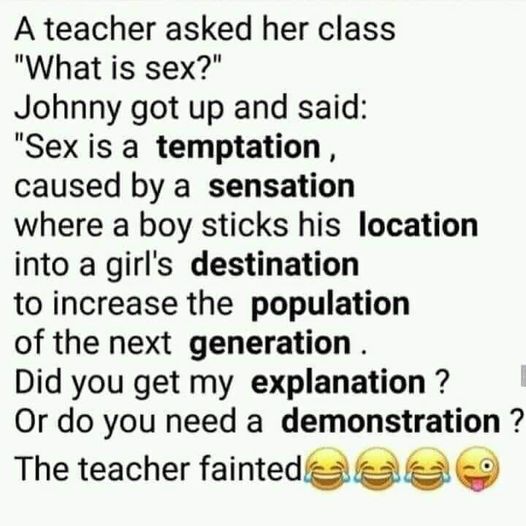 A teacher asked her class
"What is sex?"
Johnny got up and said:
"Sex is a temptation ,
caused by a sensation
where a boy sticks his location
into a girl's destination
to increase the population
of the next generation .
Did you get my explanation ?
Or do you need a demonstration ?
The teacher fainted😂😂😂😜